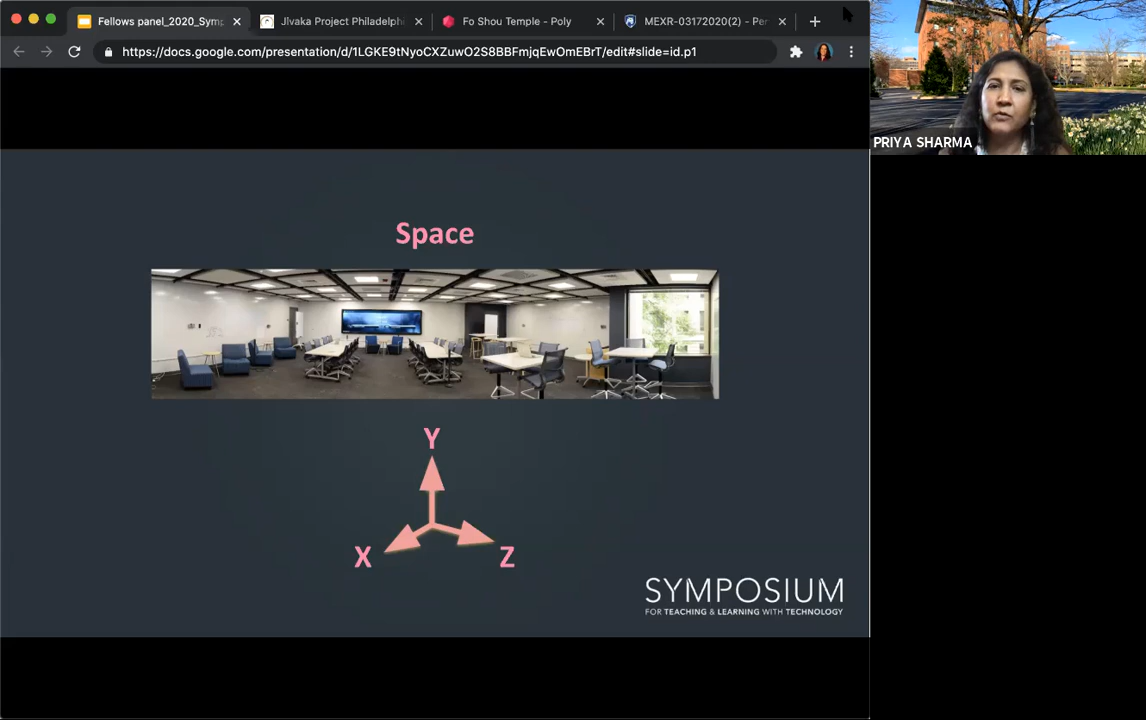 Fellows panel_2020_Symp
Jīvaka Project Philadelphi
Fo Shou Temple - Poly
MEXR-03172020(2) - Per
https://docs.google.com/presentation/d/1LGKE9tNyoCXZuwO2S8BBFmjqEwOmEBrT/edit#slide=id.p1
PRIYA SHARMA
Space
Y
X
Z
SYMPOSIUM
FOR TEACHING & LEARNING WITH TECHNOLOGY